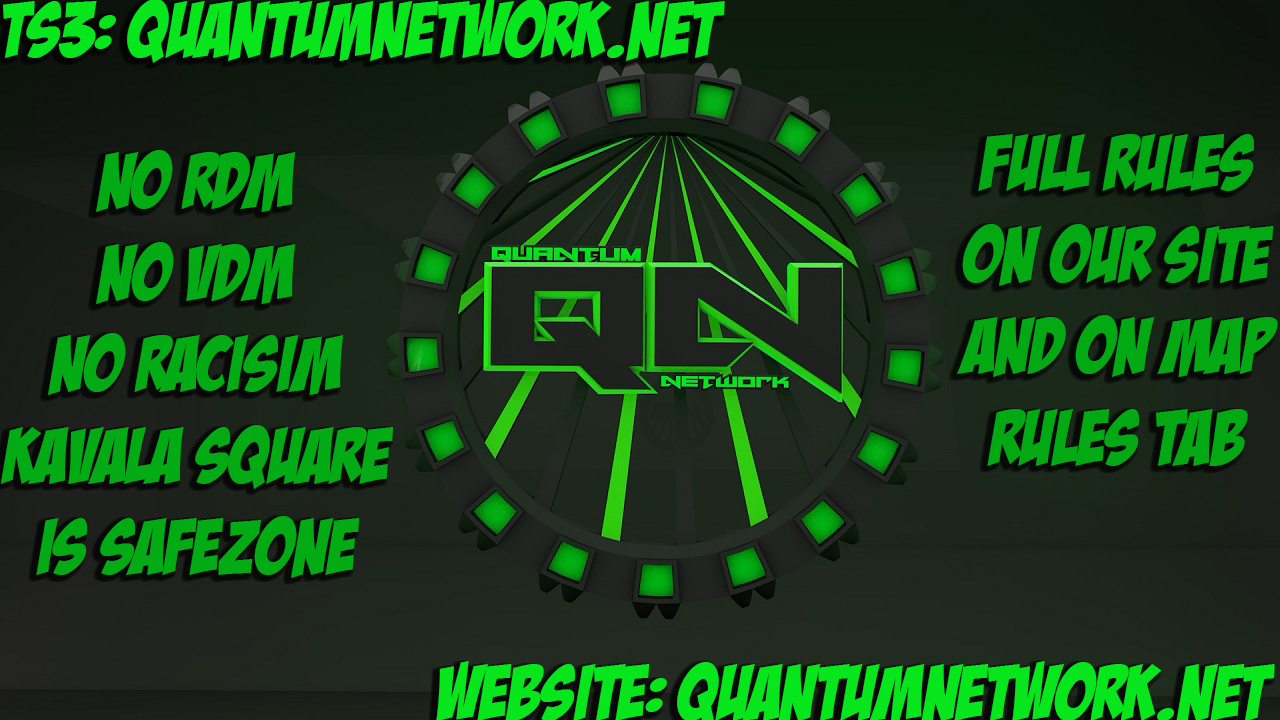 TS3: QUANTUMNETWORK.NET
NO RDM
NO VDM
NO RACISIM
KAVALA SQUARE
IS SAFEZONE
QUANTUM
QN
NETWORK
FULL RULES
ON OUR SITE
AND ON MAP
RULES TAB
WEBSITE: QUANTUMNETWORK.NET